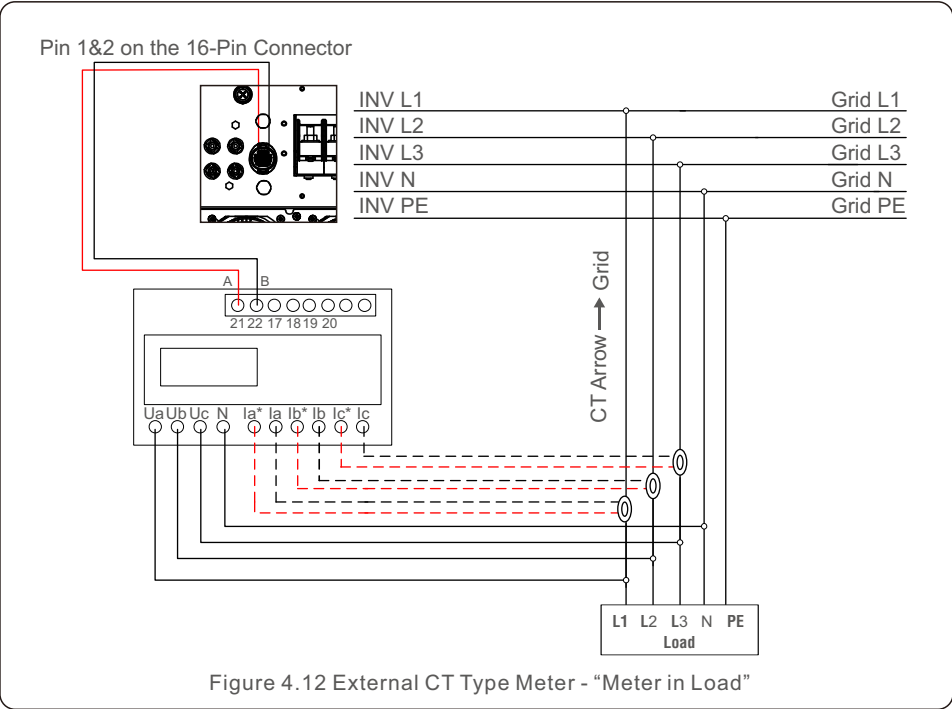 Pin 1&2 on the 16-Pin Connector
INV L1 Grid L1
INV L2 Grid L2
INV L3 Grid L3
INV N Grid N
INV PE Grid PE
CT Arrow → Grid
A B
21 22 17 18 19 20
Ua Ub Uc N Ia* Ia Ib* Ib Ic* Ic
L1 L2 L3 N PE
Load
Figure 4.12 External CT Type Meter - “Meter in Load”